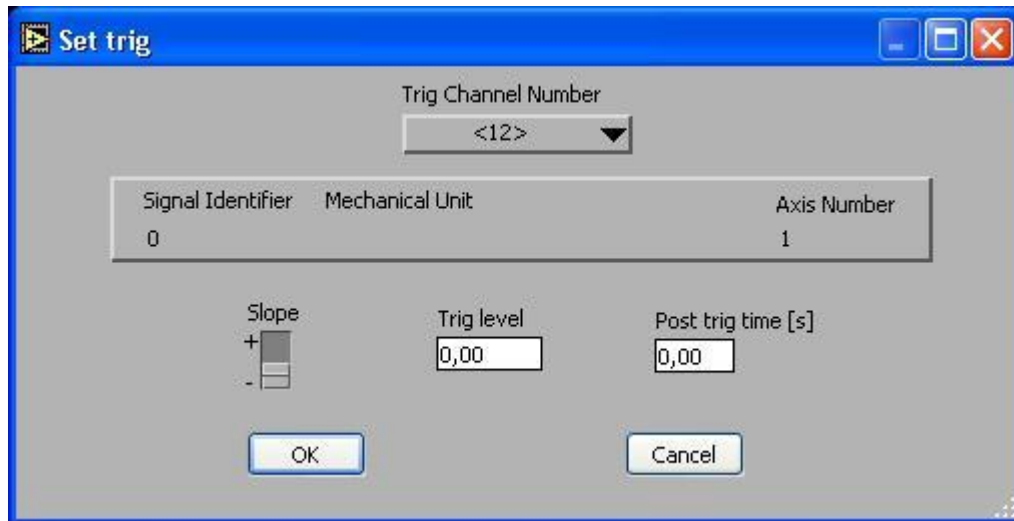 Set trig
Trig Channel Number
<12>
Signal Identifier Mechanical Unit Axis Number
0 1
Slope Trig level Post trig time [s]
+ 0,00 0,00
-
OK Cancel